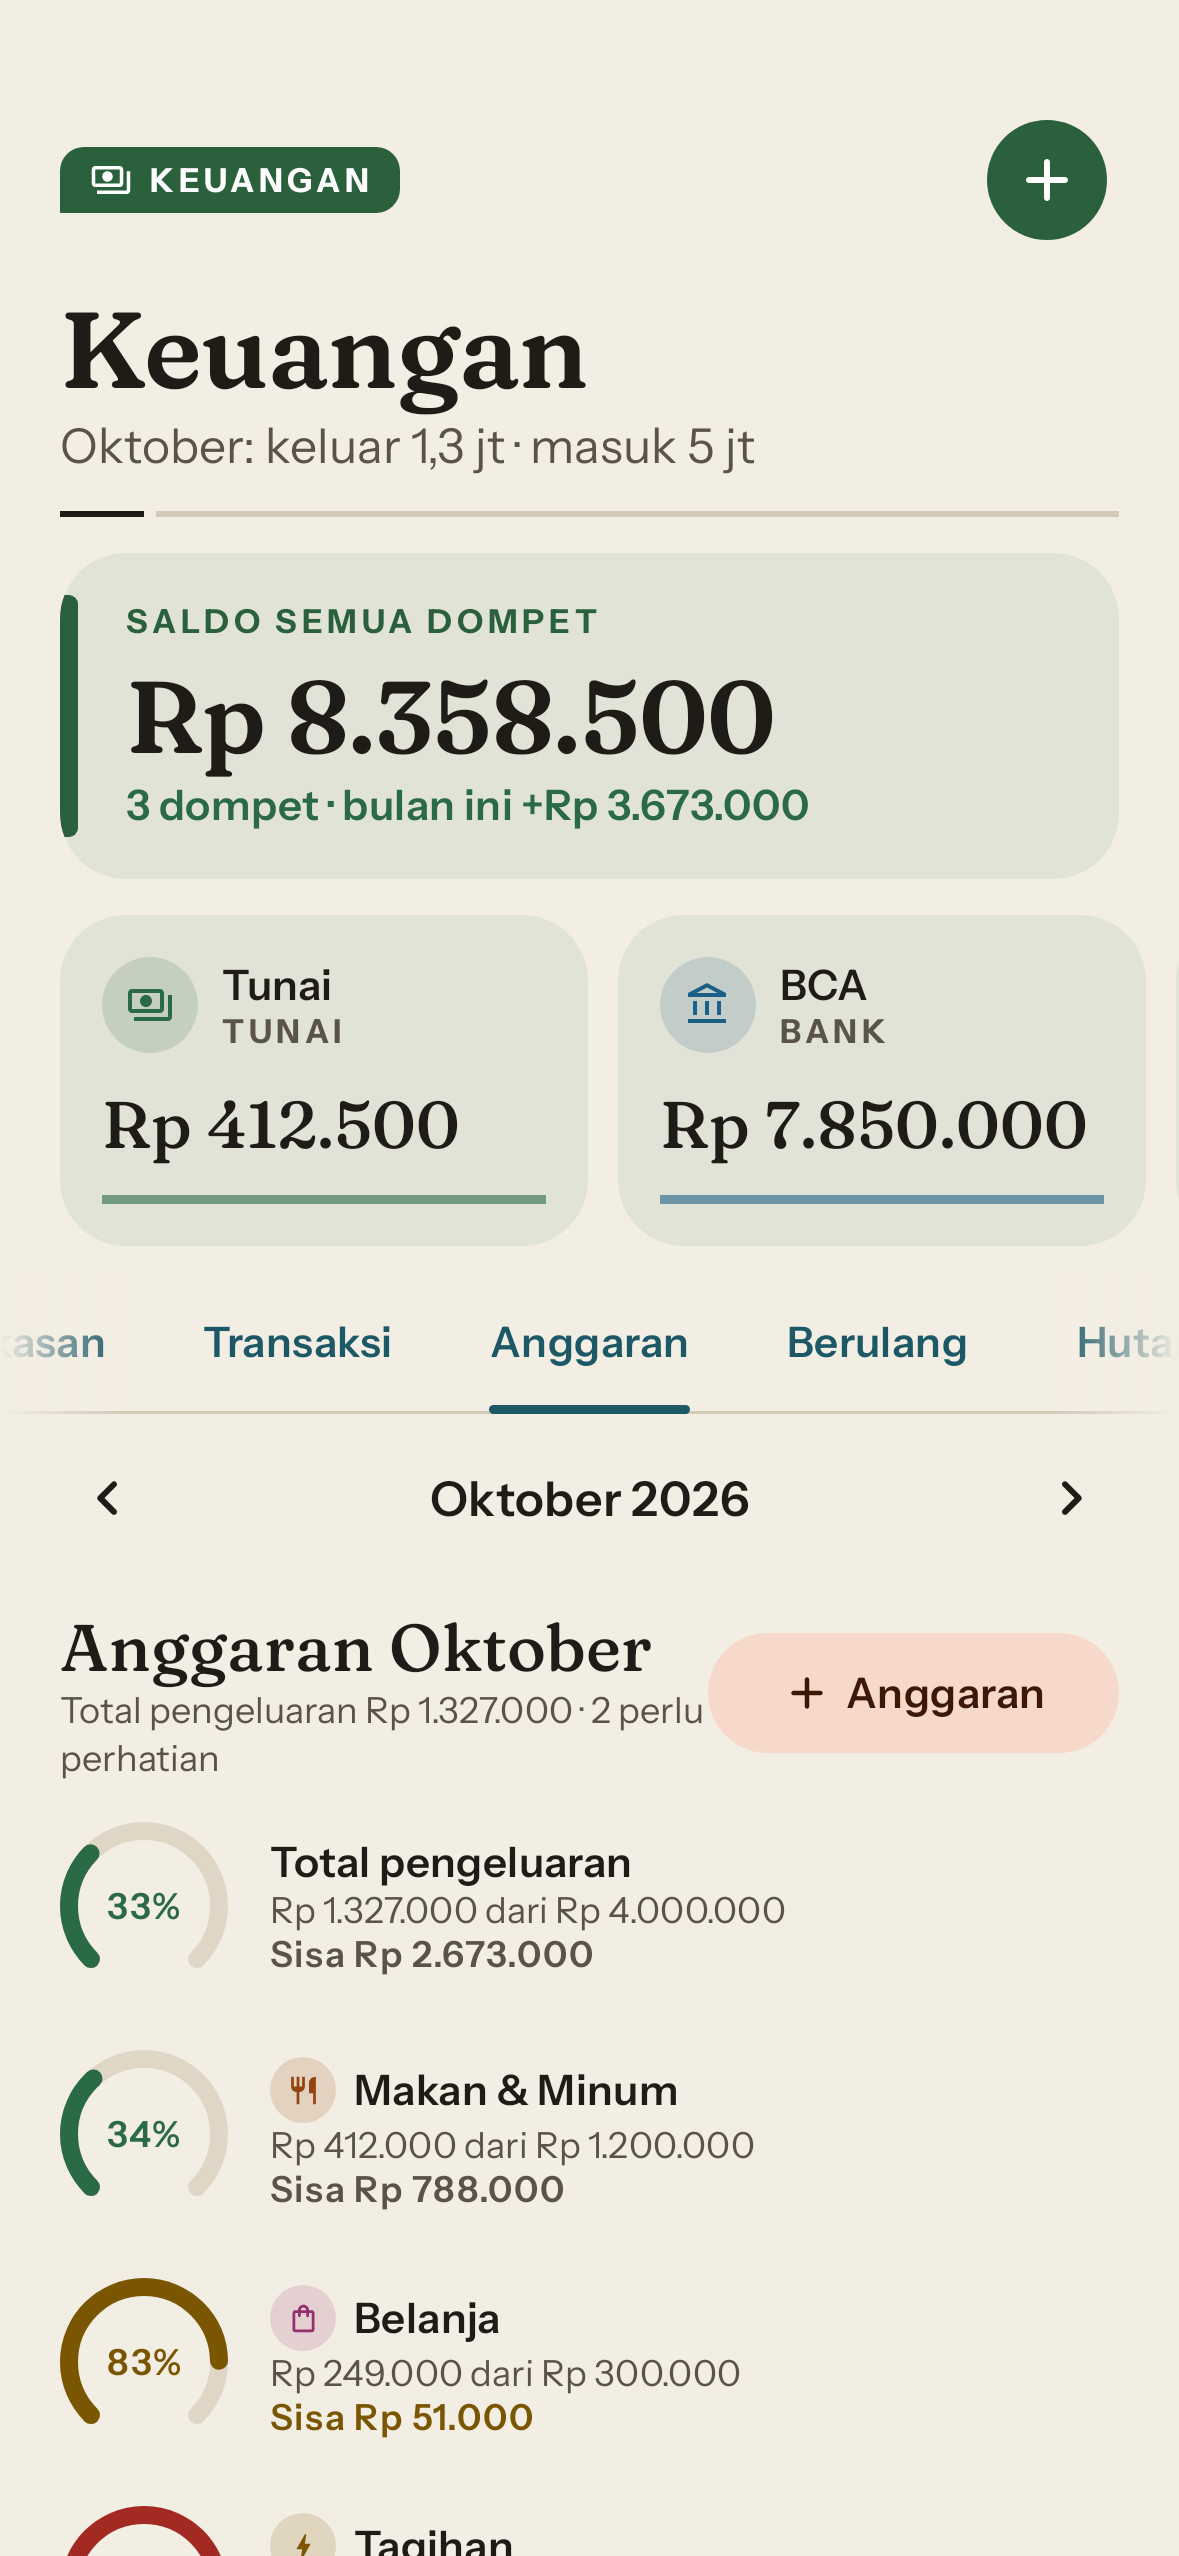 KEUANGAN
Keuangan
Oktober: keluar 1,3 jt · masuk 5 jt
SALDO SEMUA DOMPET
Rp 8.358.500
3 dompet · bulan ini +Rp 3.673.000
Tunai
TUNAI
Rp 412.500
BCA
BANK
Rp 7.850.000
Transaksi
Anggaran
Berulang
Oktober 2026
Anggaran Oktober
Total pengeluaran Rp 1.327.000 · 2 perlu
perhatian
+ Anggaran
33%
Total pengeluaran
Rp 1.327.000 dari Rp 4.000.000
Sisa Rp 2.673.000
34%
Makan & Minum
Rp 412.000 dari Rp 1.200.000
Sisa Rp 788.000
83%
Belanja
Rp 249.000 dari Rp 300.000
Sisa Rp 51.000
Tagihan